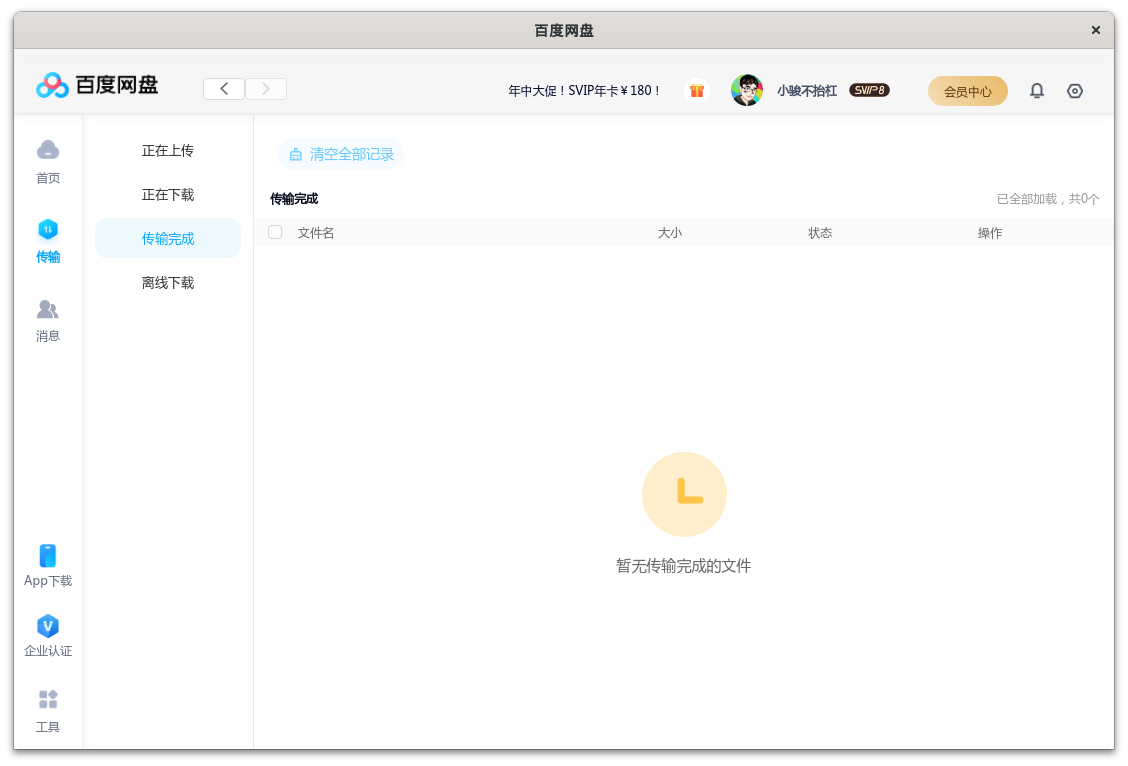 百度网盘
百度网盘
年中大促！SVIP年卡￥180！
小骏不抬杠
SVIP8
会员中心
首页
传输
消息
App下载
企业认证
工具
正在上传
正在下载
传输完成
离线下载
清空全部记录
传输完成
已全部加载，共0个
文件名 大小 状态 操作
暂无传输完成的文件